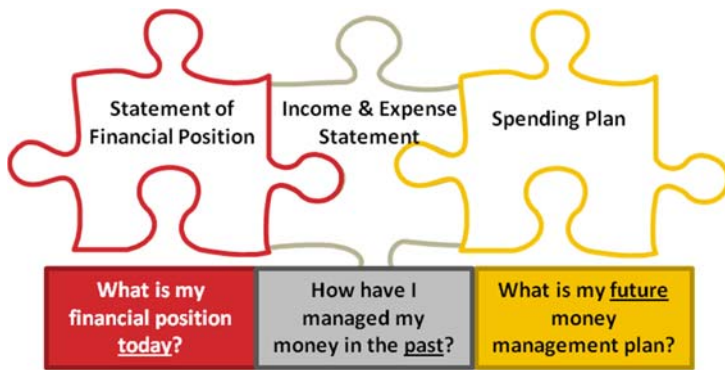 Statement of
Financial Position
Income & Expense
Statement
Spending Plan
What is my
financial position
today?
How have I
managed my
money in the past?
What is my future
money
management plan?